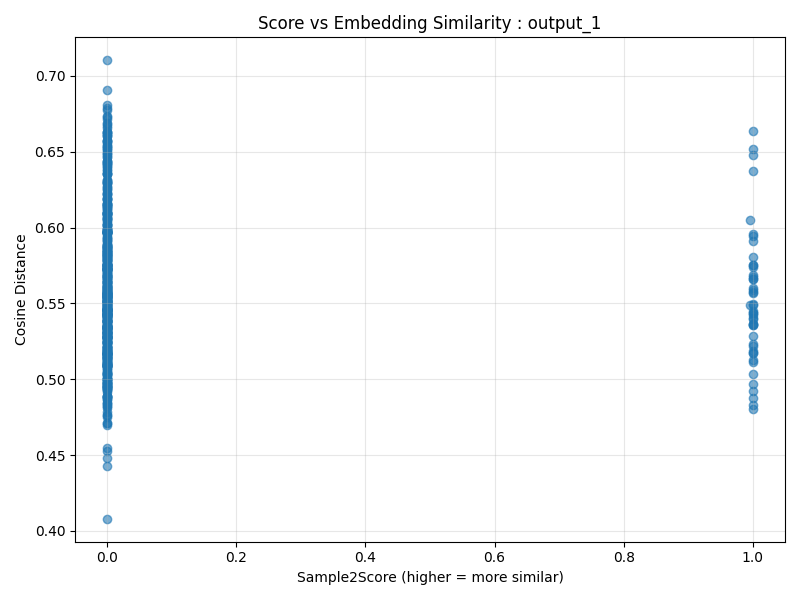 Score vs Embedding Similarity : output_1
0.70
0.65
0.60
0.55
0.50
0.45
0.40
Cosine Distance
0.0 0.2 0.4 0.6 0.8 1.0
Sample2Score (higher = more similar)